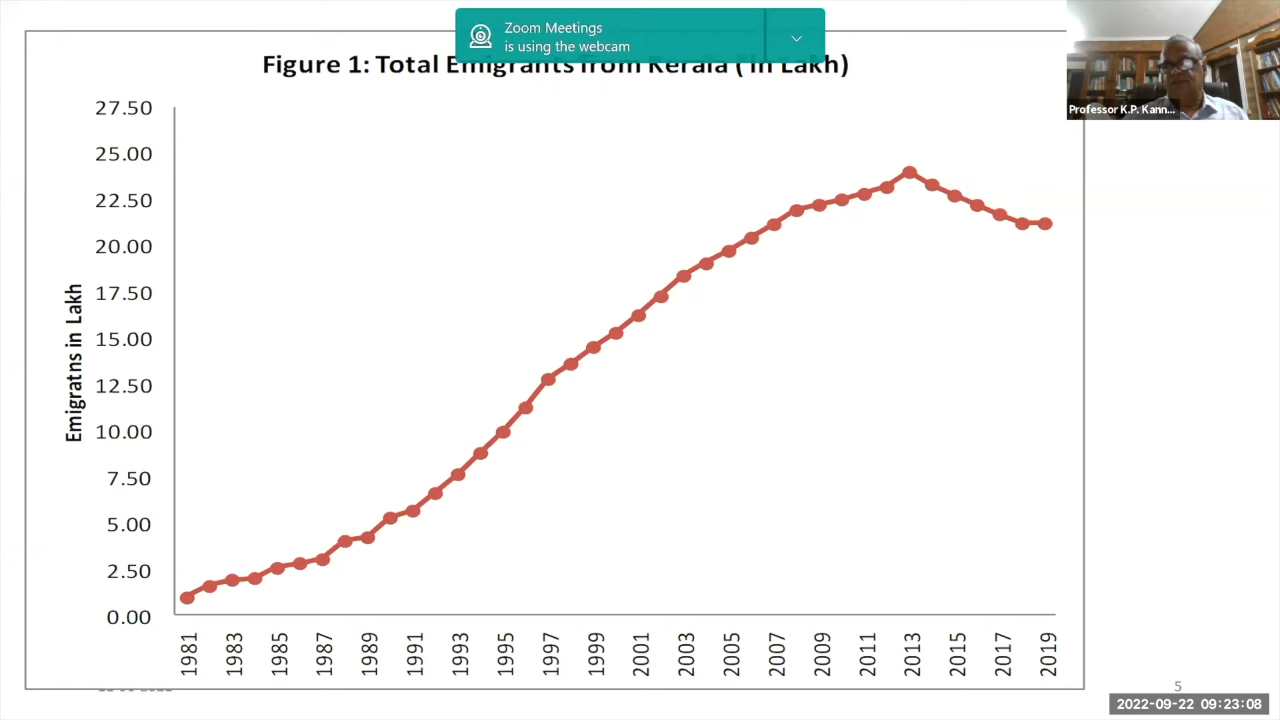 Zoom Meetings
is using the webcam
Figure 1: Total Emigrants from Kerala ( in Lakh)
Professor K.P. Kann...
27.50
25.00
22.50
20.00
17.50
15.00
12.50
10.00
7.50
5.00
2.50
0.00
Emigratns in Lakh
1981 1983 1985 1987 1989 1991 1993 1995 1997 1999 2001 2003 2005 2007 2009 2011 2013 2015 2017 2019
5
2022-09-22 09:23:08